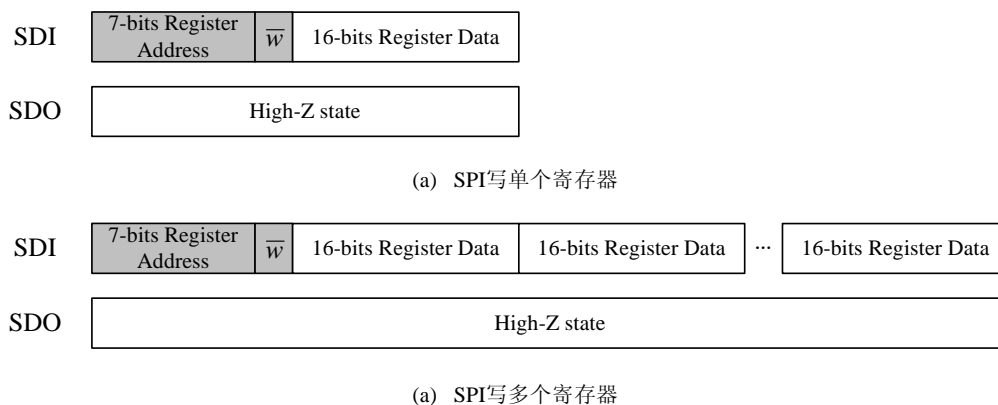 SDI
7-bits Register
Address
w̅
16-bits Register Data
SDO
High-Z state
(a) SPI写单个寄存器
SDI
7-bits Register
Address
w̅
16-bits Register Data
16-bits Register Data
...
16-bits Register Data
SDO
High-Z state
(a) SPI写多个寄存器